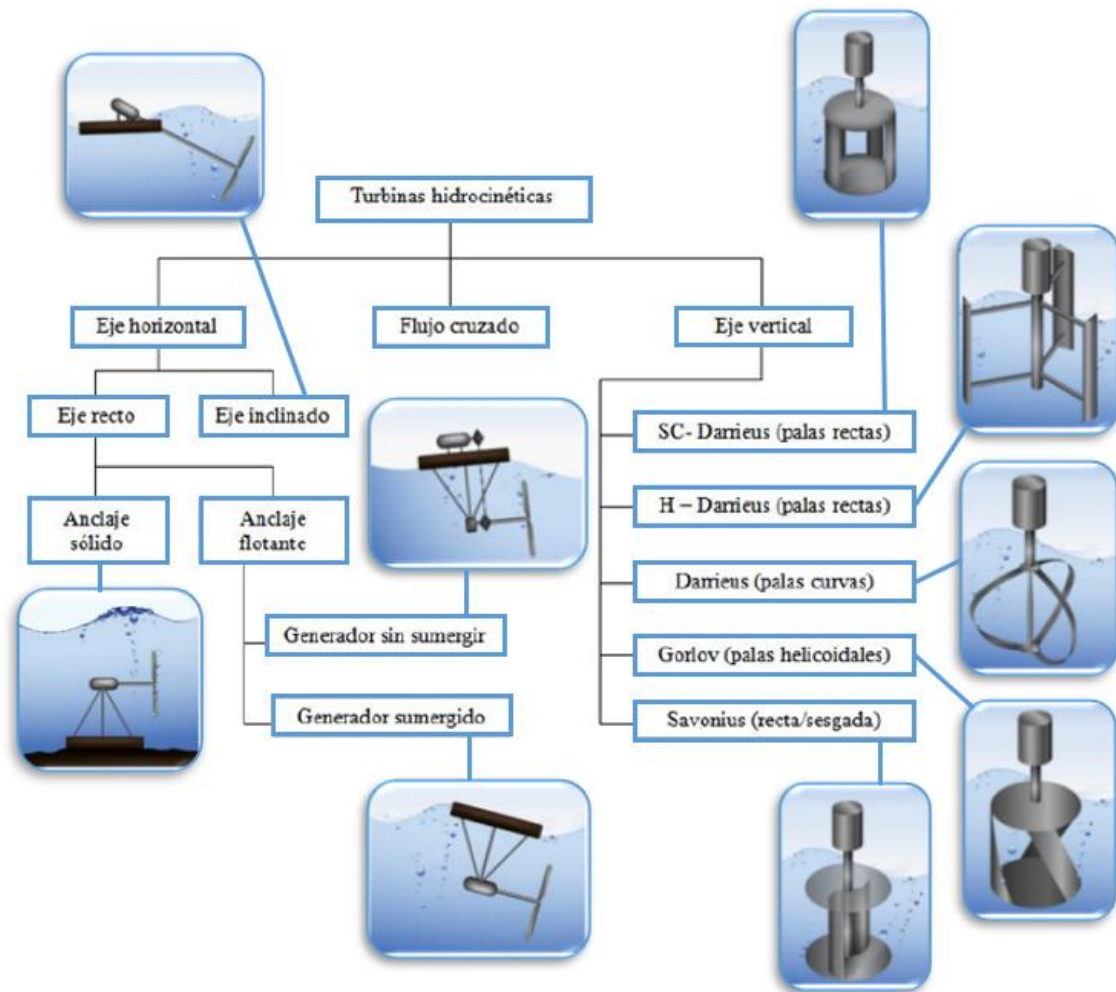 Turbinas hidrocinéticas
Eje horizontal
Flujo cruzado
Eje vertical
Eje recto
Eje inclinado
SC- Darrieus (palas rectas)
H – Darrieus (palas rectas)
Anclaje
sólido
Anclaje
flotante
Darrieus (palas curvas)
Generador sin sumergir
Gorlov (palas helicoidales)
Generador sumergido
Savonius (recta/sesgada)